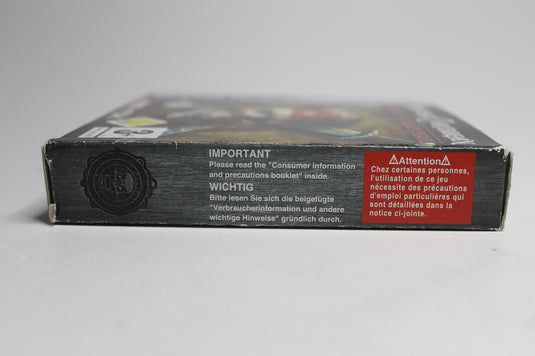 IMPORTANT
Please read the "Consumer information
and precautions booklet" inside.
WICHTIG
Bitte lesen Sie sich die beigefügte
"Verbraucherinformation und andere
wichtige Hinweise" gründlich durch.
⚠Attention⚠
Chez certaines personnes,
l'utilisation de ce jeu
nécessite des précautions
d'emploi particulières qui
sont détaillées dans la
notice ci-jointe.